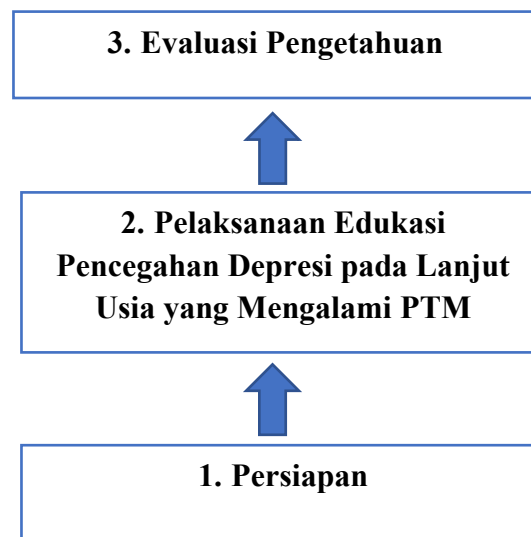 3. Evaluasi Pengetahuan
2. Pelaksanaan Edukasi
Pencegahan Depresi pada Lanjut
Usia yang Mengalami PTM
1. Persiapan